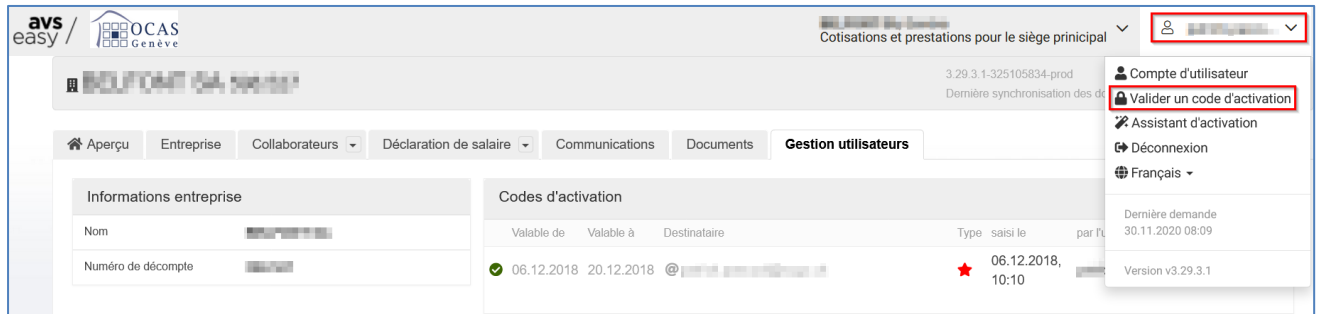 avs
easy / OCAS
Genève
Cotisations et prestations pour le siège prinicipal
3.29.3.1-325105834-prod
Dernière synchronisation des do
Compte d'utilisateur
Valider un code d'activation
Assistant d'activation
Déconnexion
Français
Dernière demande
30.11.2020 08:09
Version v3.29.3.1
Aperçu Entreprise Collaborateurs Déclaration de salaire Communications Documents Gestion utilisateurs
Informations entreprise
Nom
Numéro de décompte
Codes d'activation
Valable de Valable à Destinataire Type saisi le par l'u
06.12.2018 20.12.2018 @ 06.12.2018,
10:10